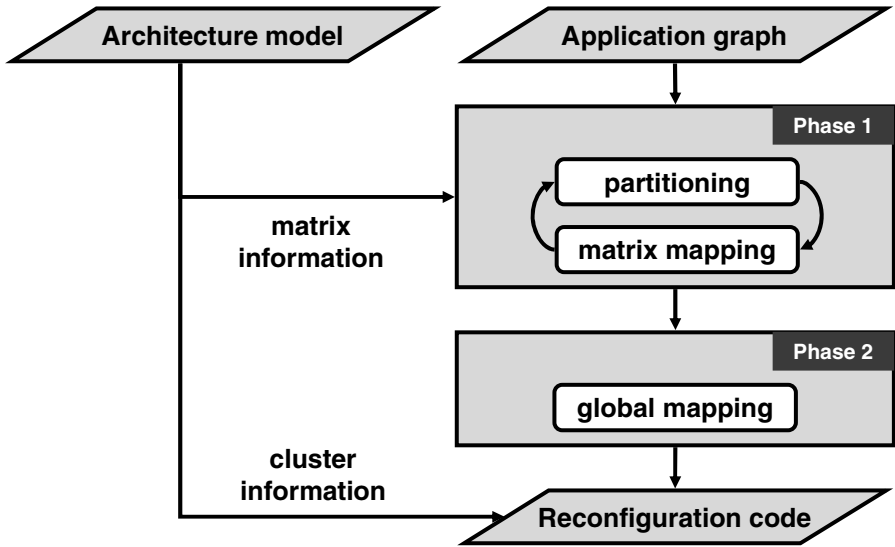 Architecture model
Application graph
Phase 1
partitioning
matrix mapping
matrix
information
Phase 2
global mapping
cluster
information
Reconfiguration code